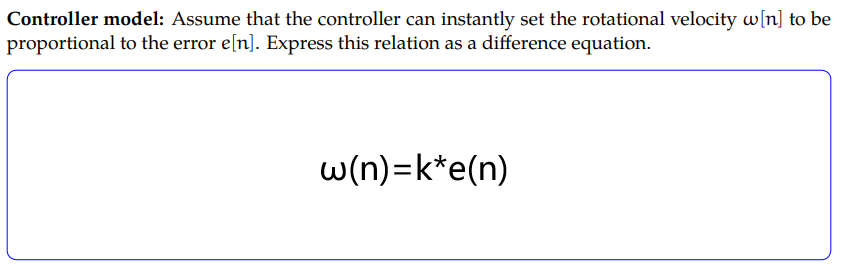 Controller model: Assume that the controller can instantly set the rotational velocity ω[n] to be
proportional to the error e[n]. Express this relation as a difference equation.
ω(n)=k*e(n)